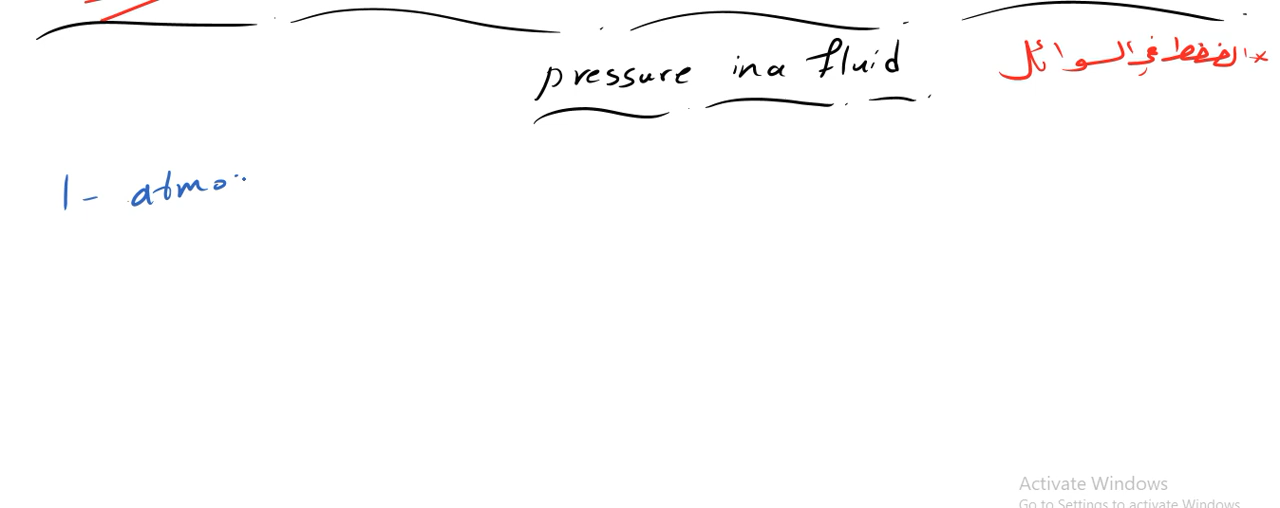 pressure in a fluid
* الضغط في السوائل
1- atmo
Activate Windows
Go to Settings to activate Windows